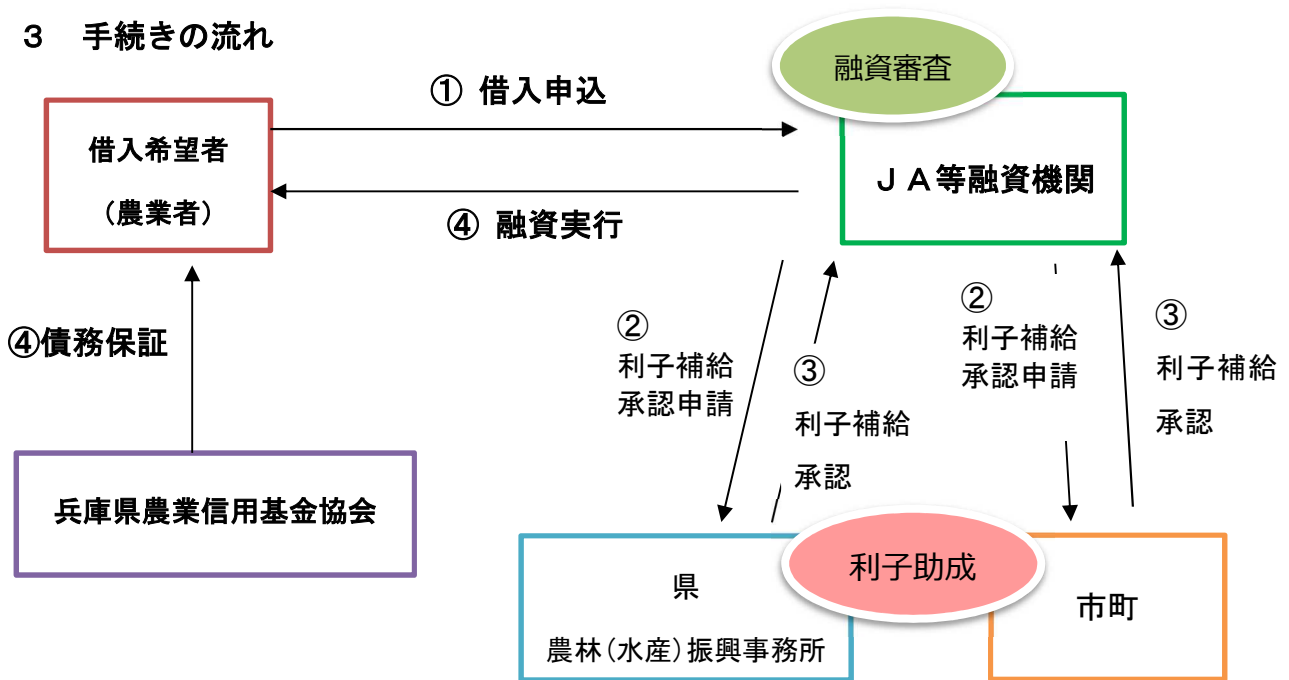 ３　手続きの流れ
融資審査
① 借入申込
借入希望者
（農業者）
ＪＡ等融資機関
④ 融資実行
④債務保証
②
利子補給
承認申請
③
利子補給
承認
②
利子補給
承認申請
③
利子補給
承認
兵庫県農業信用基金協会
利子助成
県
農林（水産）振興事務所
市町